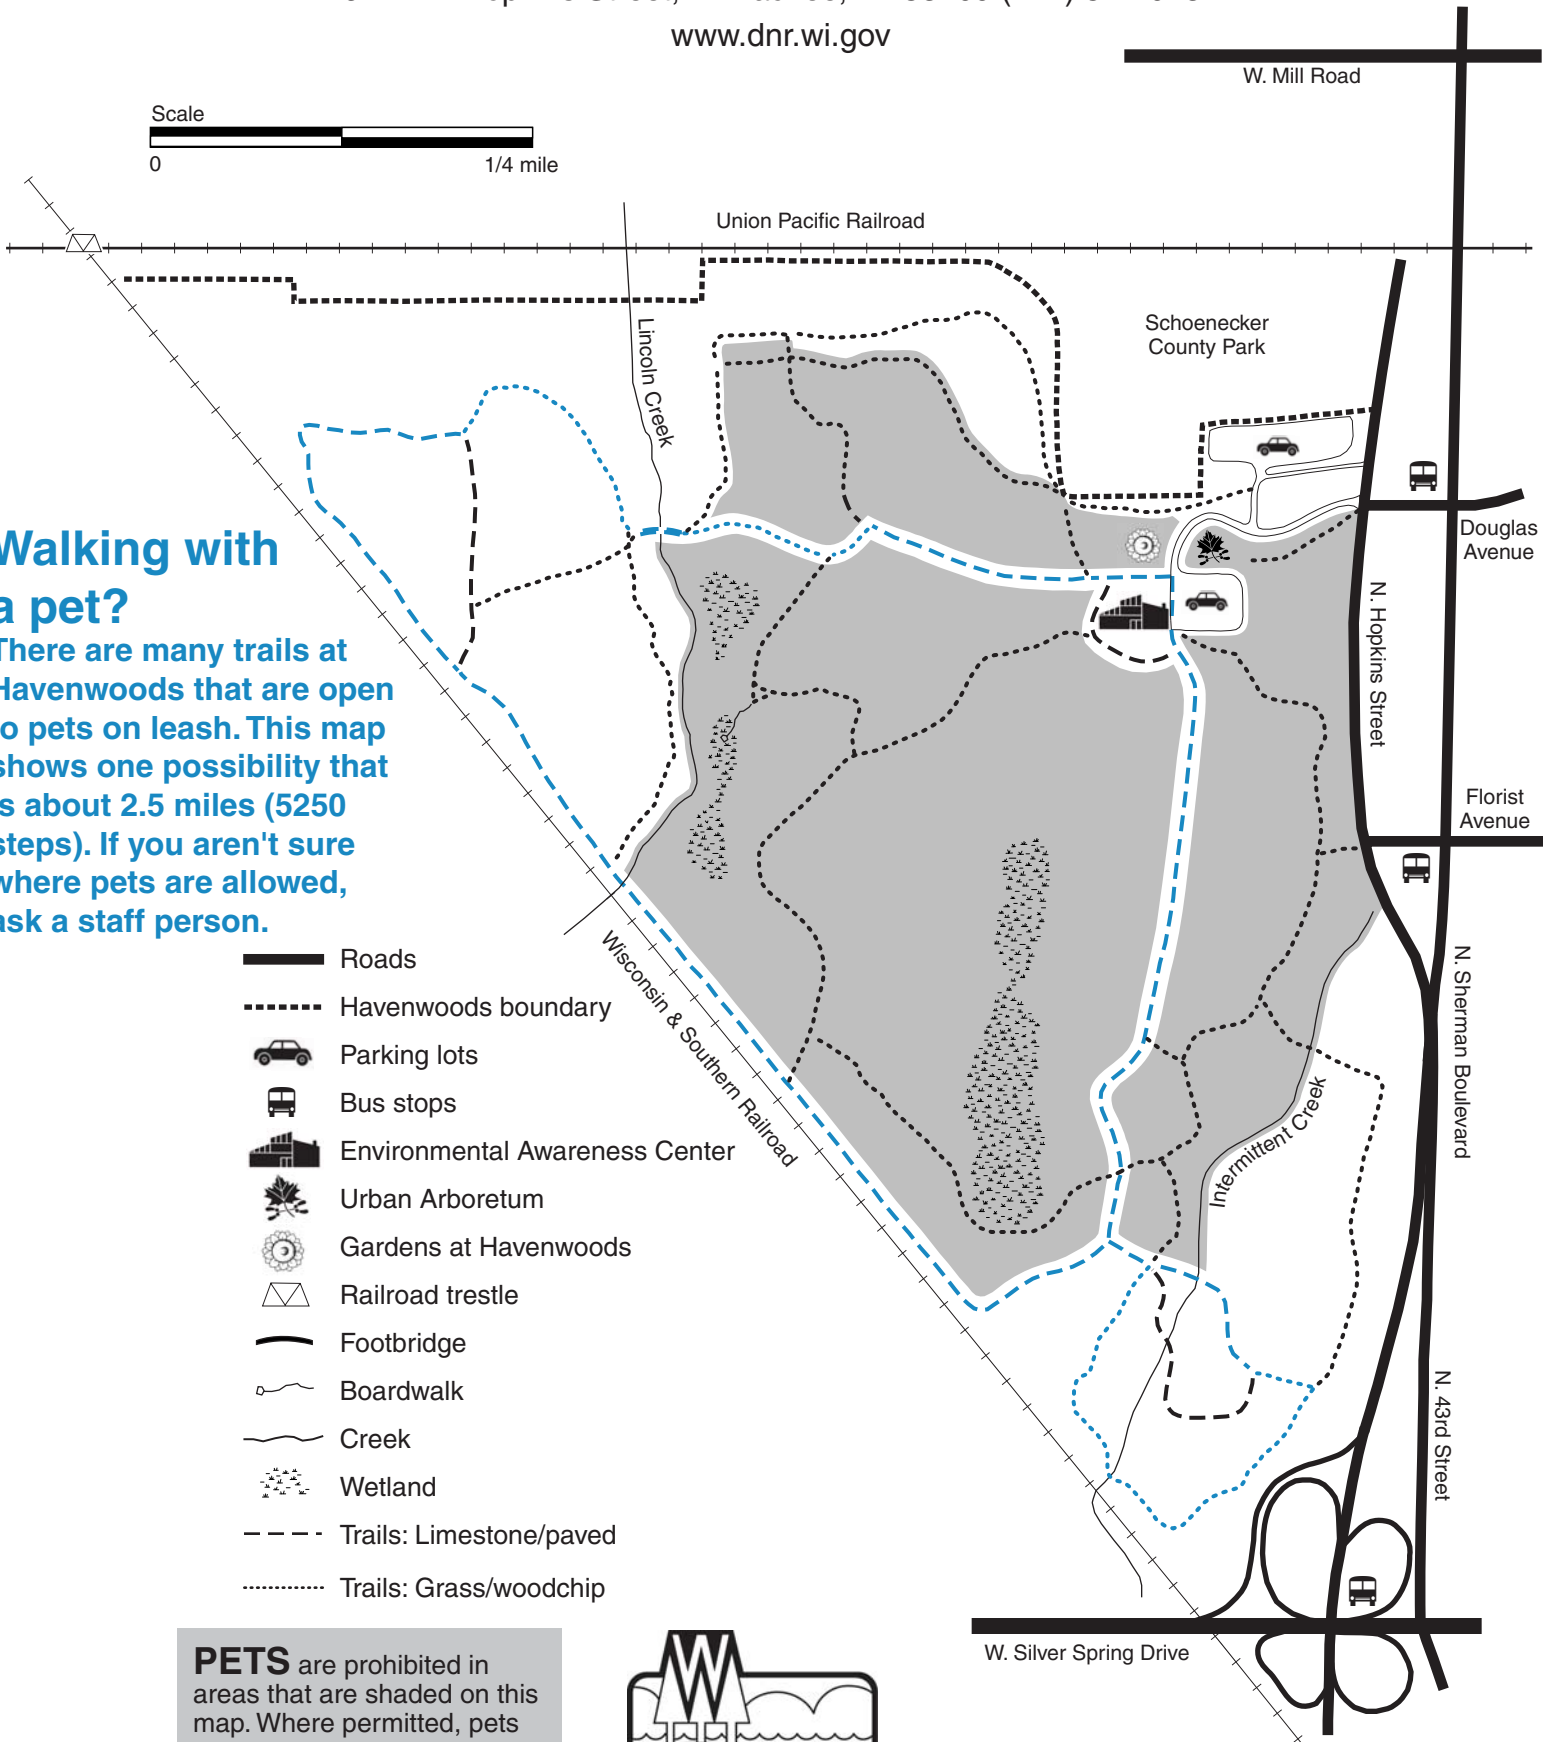 www.dnr.wi.gov
W. Mill Road
Scale
0
1/4 mile
Union Pacific Railroad
Schoenecker
County Park
Lincoln Creek
Douglas
Avenue
N. Hopkins Street
Walking with
a pet?
There are many trails at
Havenwoods that are open
to pets on leash. This map
shows one possibility that
is about 2.5 miles (5250
steps). If you aren't sure
where pets are allowed,
ask a staff person.
Florist
Avenue
Wisconsin & Southern Railroad
N. Sherman Boulevard
Intermittent Creek
N. 43rd Street
Roads
Havenwoods boundary
Parking lots
Bus stops
Environmental Awareness Center
Urban Arboretum
Gardens at Havenwoods
Railroad trestle
Footbridge
Boardwalk
Creek
Wetland
Trails: Limestone/paved
Trails: Grass/woodchip
W. Silver Spring Drive
PETS are prohibited in
areas that are shaded on this
map. Where permitted, pets
W